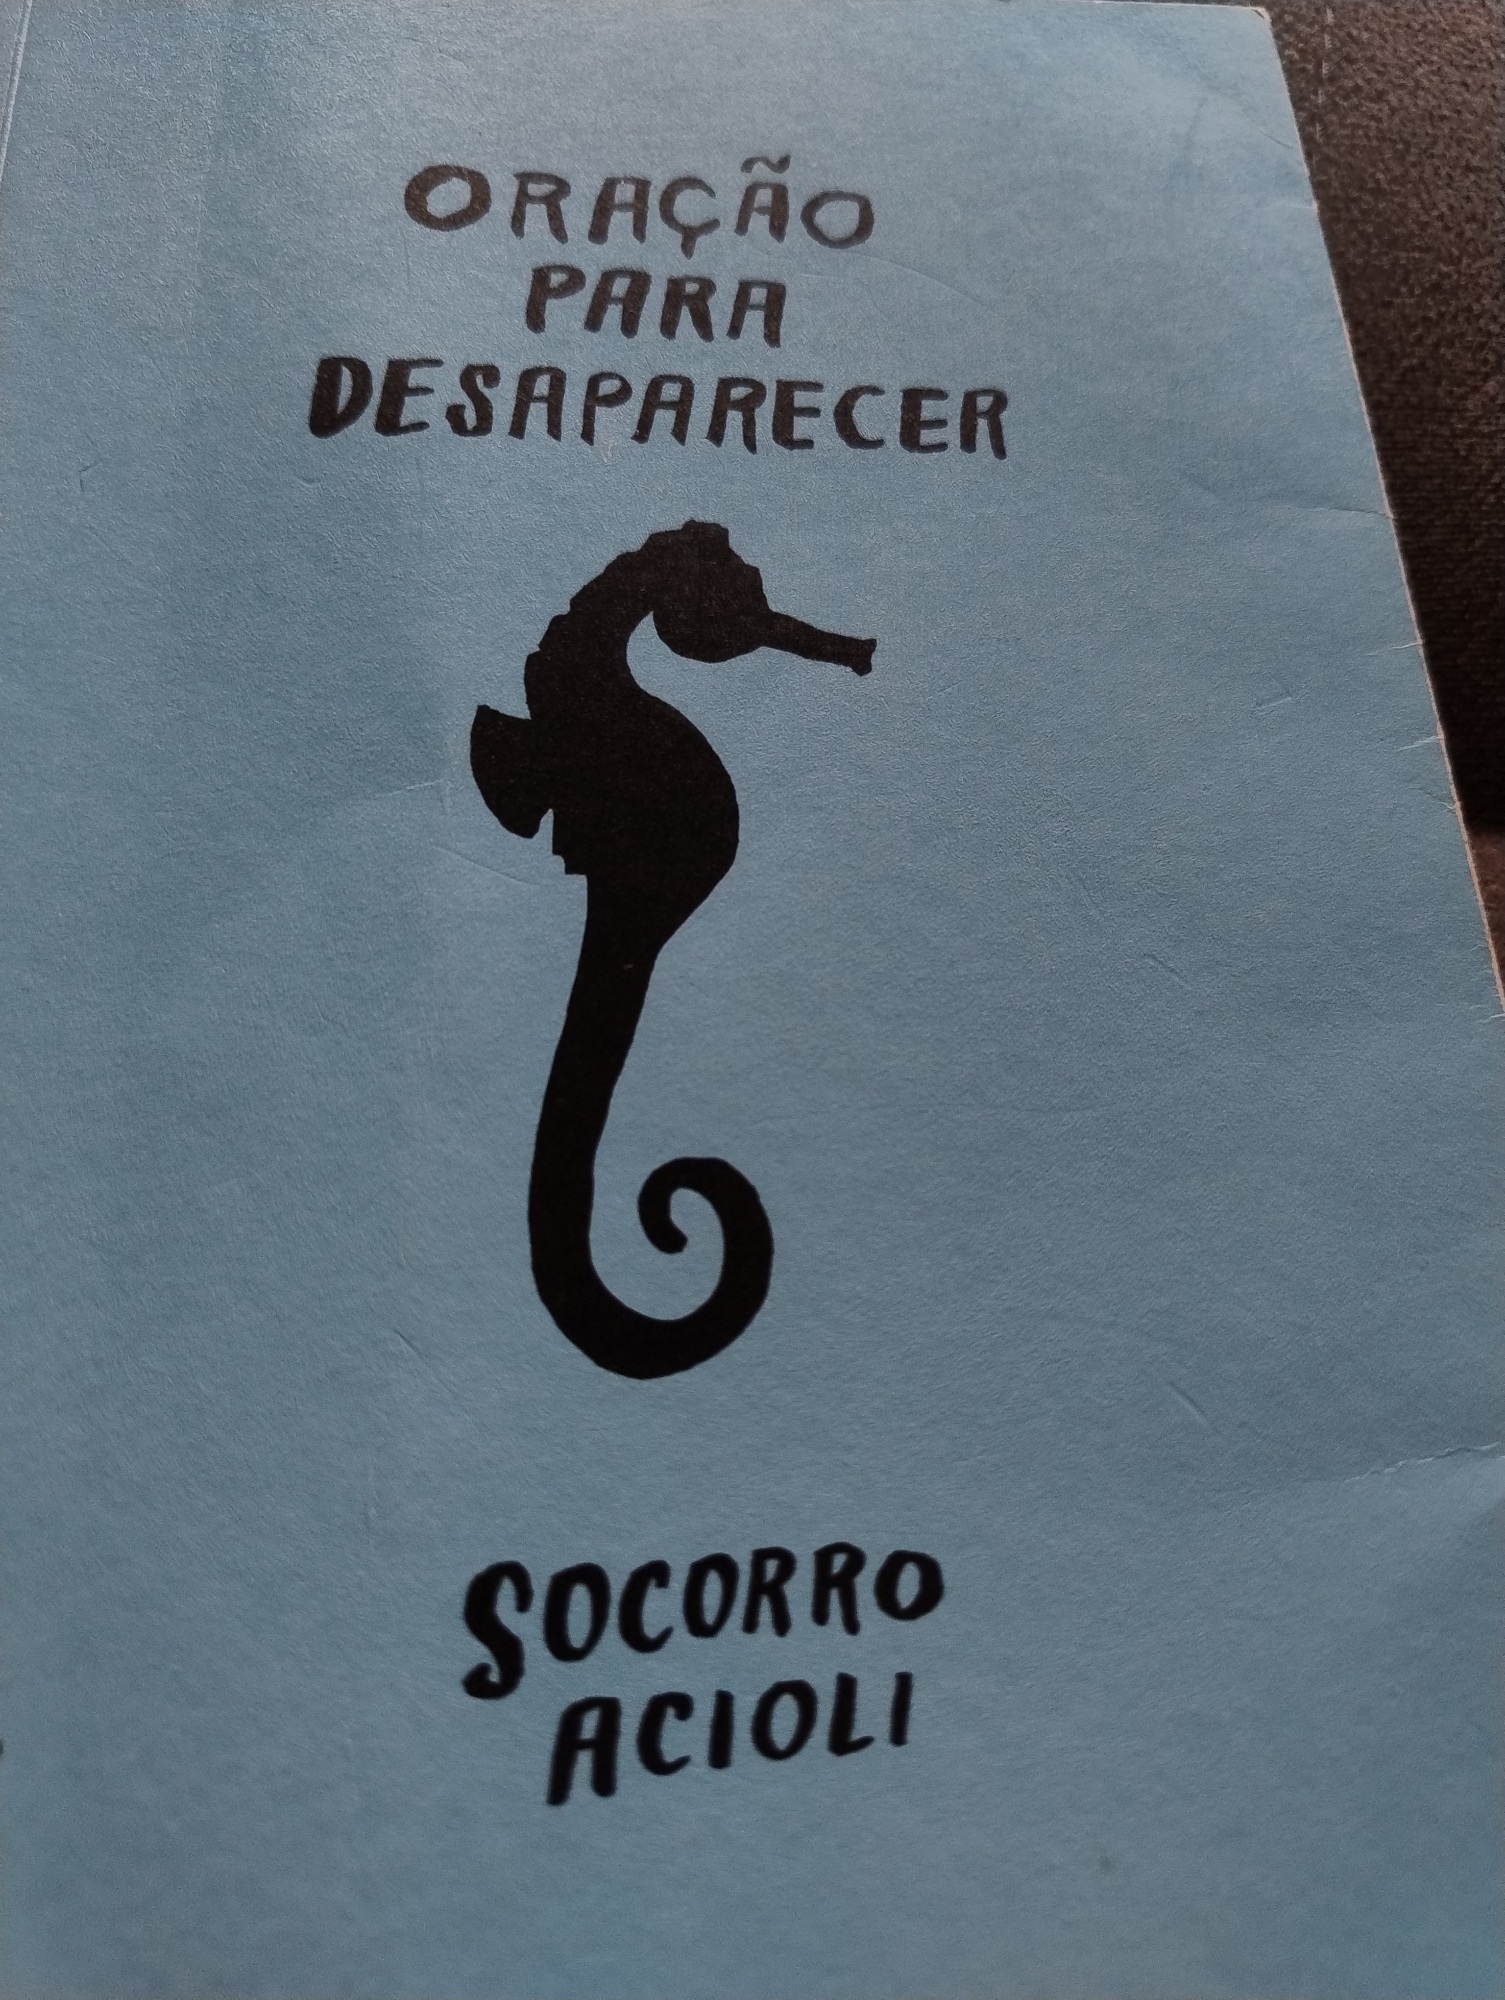 ORAÇÃO
PARA
DESAPARECER
SOCORRO
ACIOLI